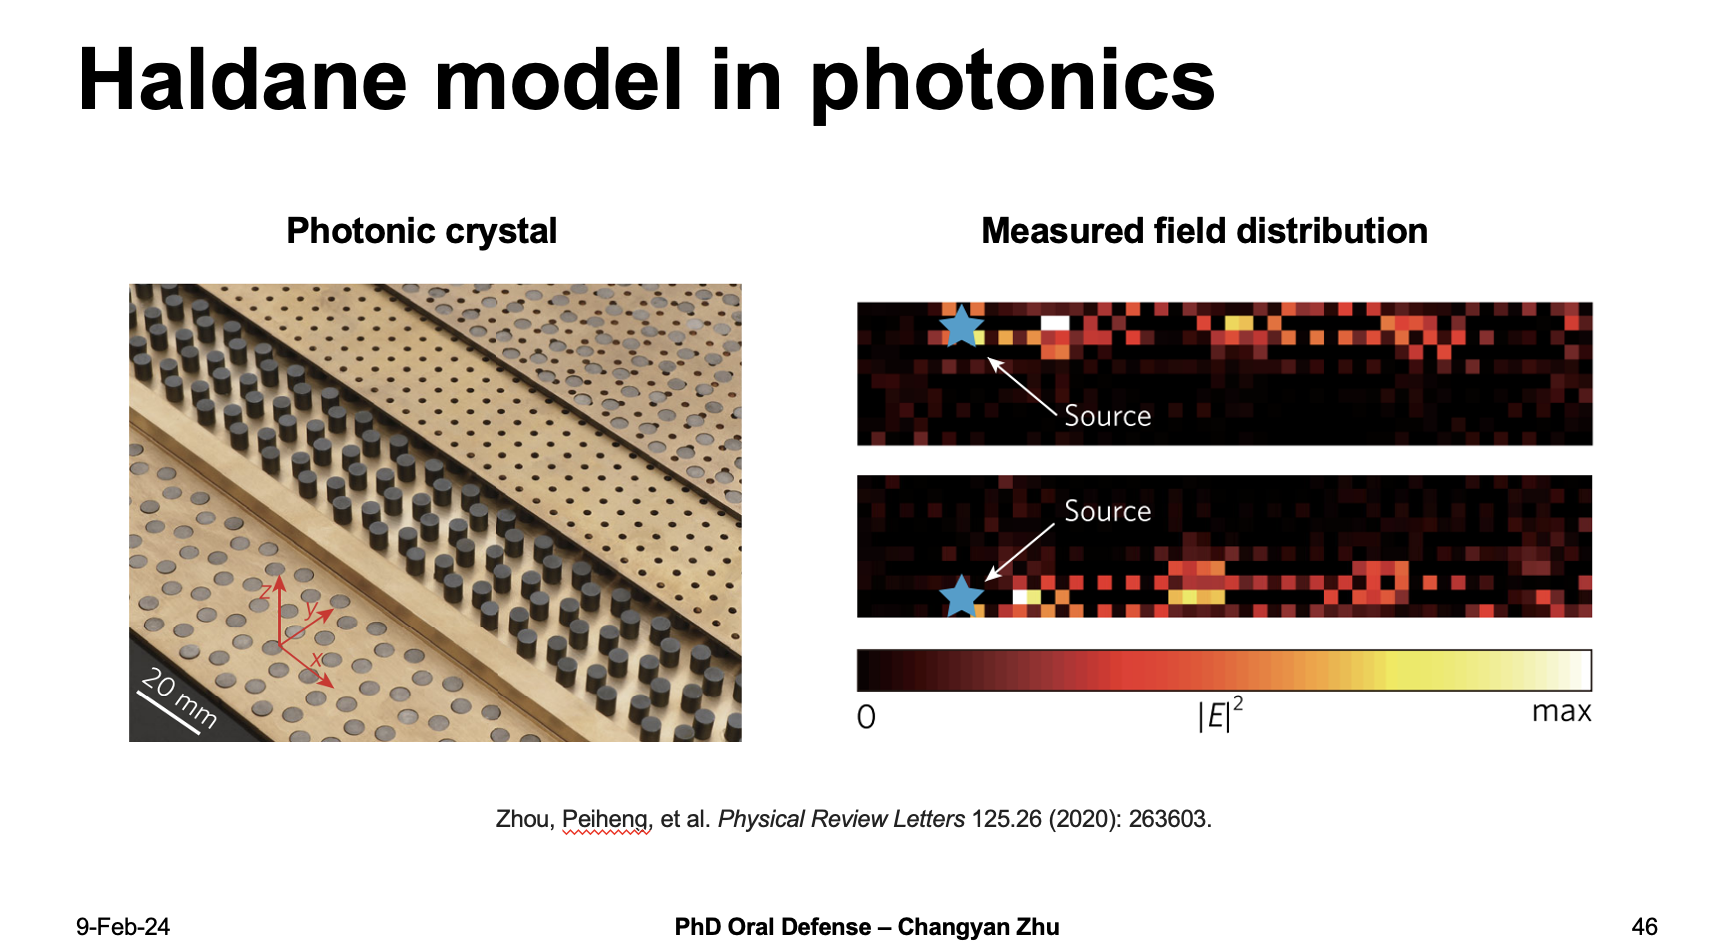 Haldane model in photonics
Photonic crystal
Measured field distribution
z
y
x
20 mm
Source
Source
0
|E|²
max
Zhou, Peiheng, et al. Physical Review Letters 125.26 (2020): 263603.
9-Feb-24
PhD Oral Defense – Changyan Zhu
46